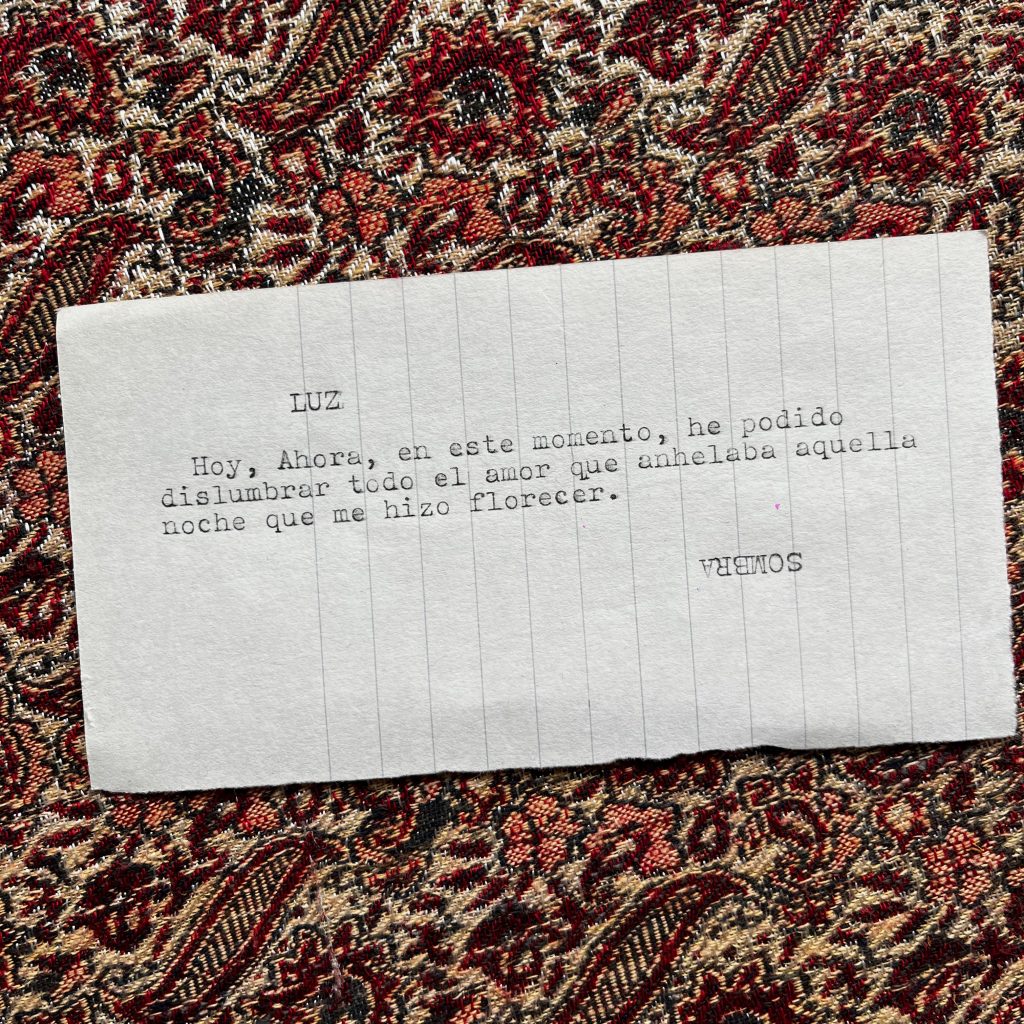 LUZ
Hoy, Ahora, en este momento, he podido
dislumbrar todo el amor que anhelaba aquella
noche que me hizo florecer.
SOMBRA